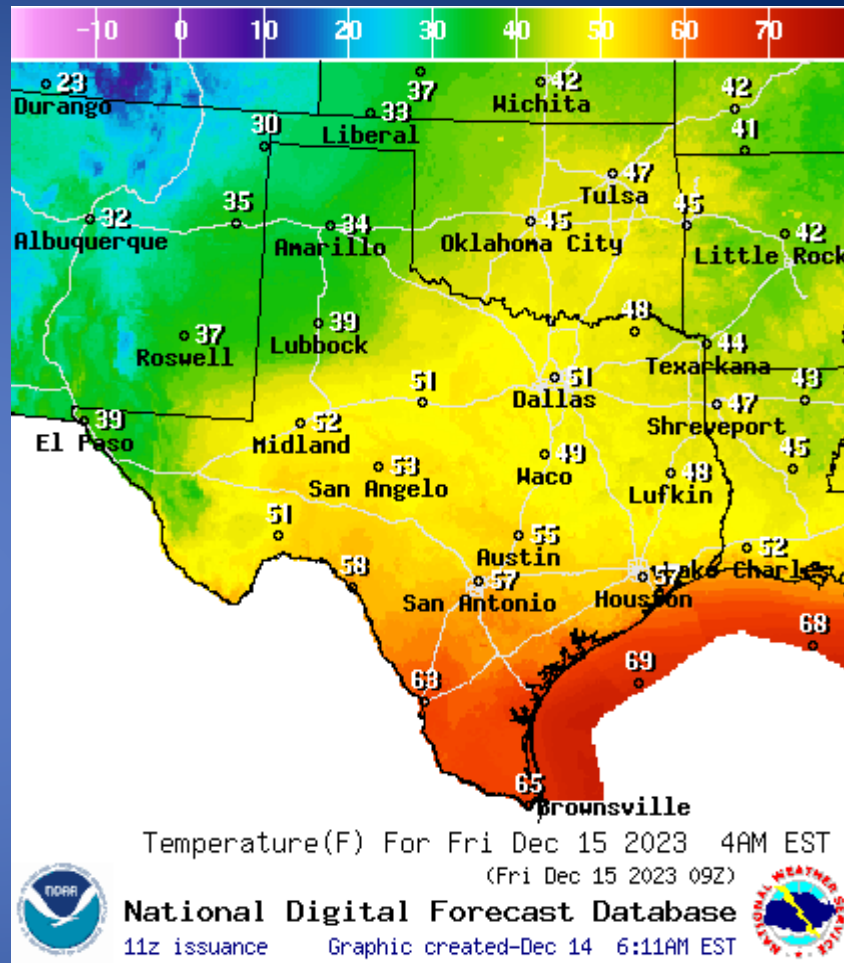 -10 0 10 20 30 40 50 60 70
23 37 42 42
Durango Wichita
33
Liberal
30 41
47
Tulsa
32 35 34 45 45 42
Albuquerque Amarillo Oklahoma City Little Rock
37 39 48
Roswell Lubbock
44
Texarkana
51 51 47 43
Dallas Shreveport
39 52
El Paso Midland
53 49 48 45
San Angelo Waco Lufkin
51 55 52
Austin Lake Charles
58 57 57
San Antonio Houston
63 69 68
65
Brownsville
Temperature(F) For Fri Dec 15 2023 4AM EST
(Fri Dec 15 2023 09Z)
National Digital Forecast Database
11z issuance Graphic created-Dec 14 6:11AM EST
NOAA
NATIONAL WEATHER SERVICE